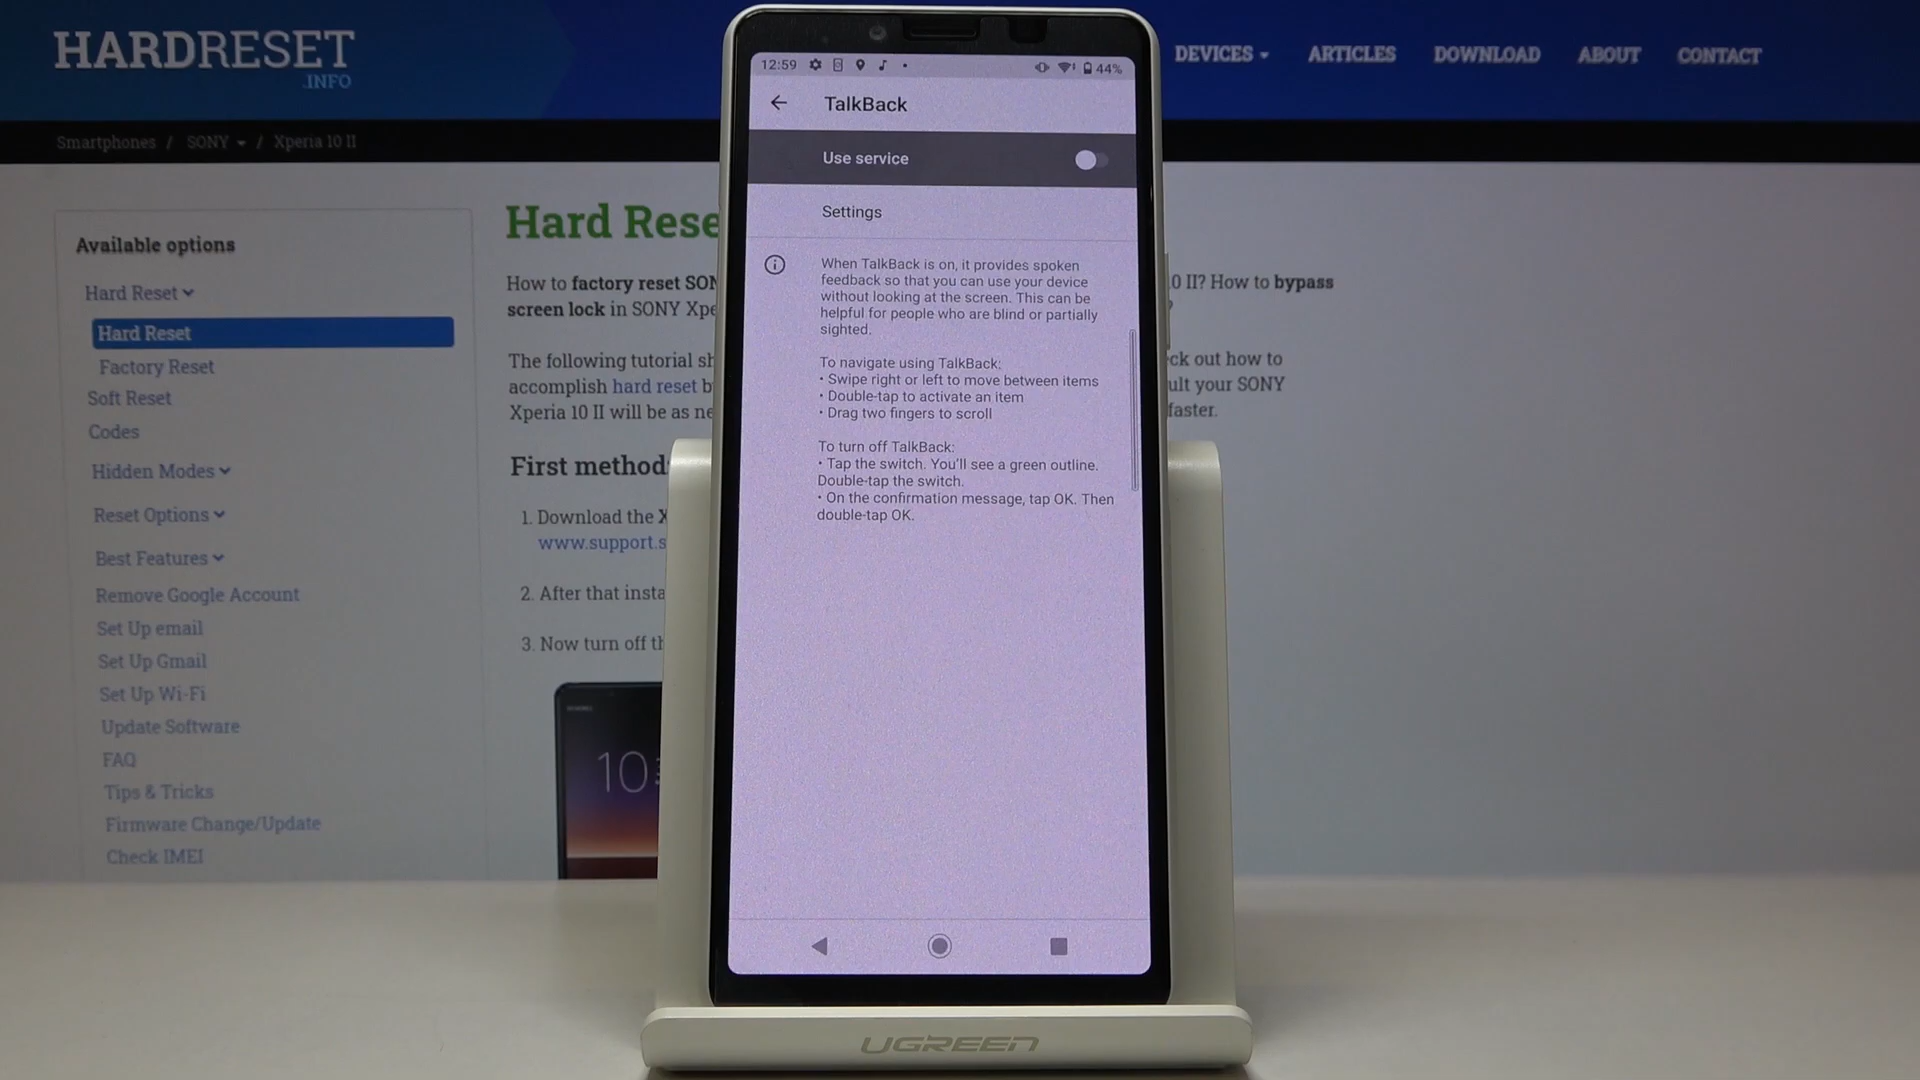 HARDRESET
.INFO
DEVICES
ARTICLES
DOWNLOAD
ABOUT
CONTACT
Smartphones / SONY / Xperia 10 II
Available options
Hard Reset
Hard Reset
Factory Reset
Soft Reset
Codes
Hidden Modes
Reset Options
Best Features
Remove Google Account
Set Up email
Set Up Gmail
Set Up Wi-Fi
Update Software
FAQ
Tips & Tricks
Firmware Change/Update
Check IMEI
Hard Rese
How to factory reset SON
screen lock in SONY Xpe
The following tutorial sh
accomplish hard reset b
Xperia 10 II will be as ne
First method
1. Download the X
www.support.s
2. After that insta
3. Now turn off th
10
0 II? How to bypass
?
ck out how to
ult your SONY
faster.
12:59
44%
TalkBack
Use service
Settings
When TalkBack is on, it provides spoken
feedback so that you can use your device
without looking at the screen. This can be
helpful for people who are blind or partially
sighted.
To navigate using TalkBack:
• Swipe right or left to move between items
• Double-tap to activate an item
• Drag two fingers to scroll
To turn off TalkBack:
• Tap the switch. You'll see a green outline.
Double-tap the switch.
• On the confirmation message, tap OK. Then
double-tap OK.
UGREEN